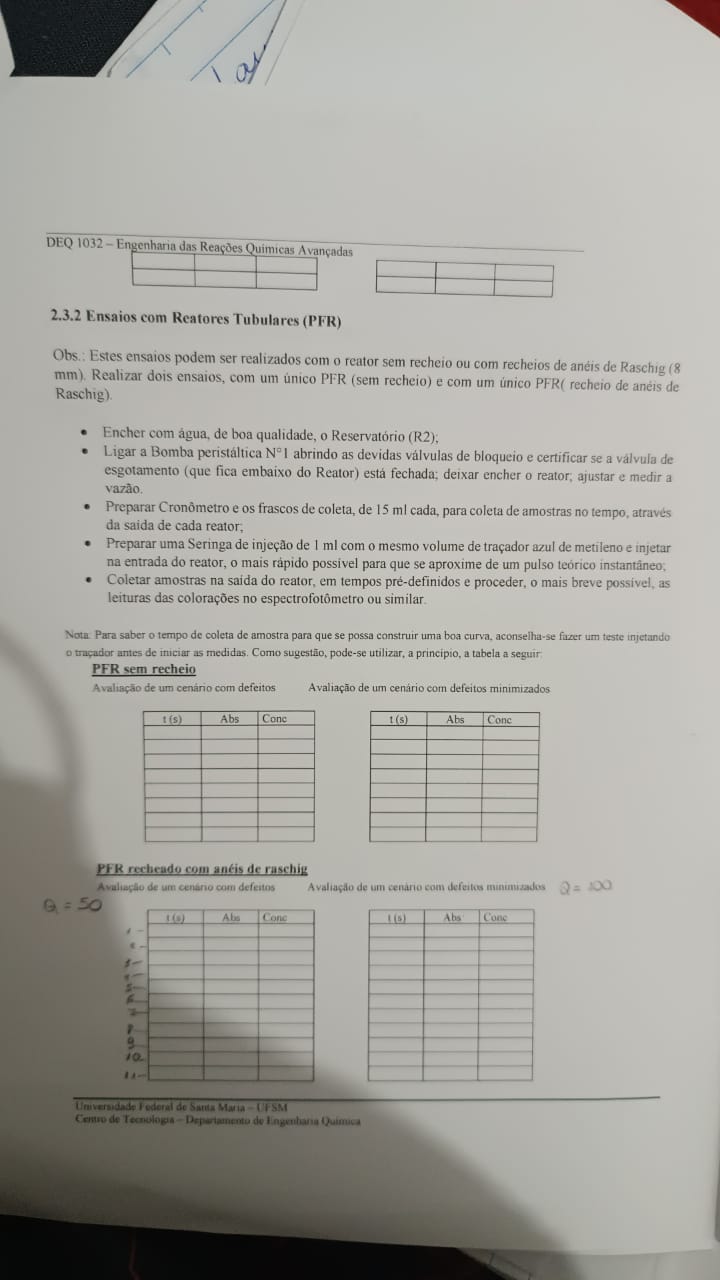 DEQ 1032 – Engenharia das Reações Químicas Avançadas
2.3.2 Ensaios com Reatores Tubulares (PFR)
Obs.: Estes ensaios podem ser realizados com o reator sem recheio ou com recheios de anéis de Raschig (8
mm). Realizar dois ensaios, com um único PFR (sem recheio) e com um único PFR( recheio de anéis de
Raschig).
• Encher com água, de boa qualidade, o Reservatório (R2);
• Ligar a Bomba peristáltica N°1 abrindo as devidas válvulas de bloqueio e certificar se a válvula de
esgotamento (que fica embaixo do Reator) está fechada; deixar encher o reator; ajustar e medir a
vazão.
• Preparar Cronômetro e os frascos de coleta, de 15 ml cada, para coleta de amostras no tempo, através
da saída de cada reator;
• Preparar uma Seringa de injeção de 1 ml com o mesmo volume de traçador azul de metileno e injetar
na entrada do reator, o mais rápido possível para que se aproxime de um pulso teórico instantâneo;
• Coletar amostras na saída do reator, em tempos pré-definidos e proceder, o mais breve possível, as
leituras das colorações no espectrofotômetro ou similar.
Nota: Para saber o tempo de coleta de amostra para que se possa construir uma boa curva, aconselha-se fazer um teste injetando
o traçador antes de iniciar as medidas. Como sugestão, pode-se utilizar, a princípio, a tabela a seguir:
PFR sem recheio
Avaliação de um cenário com defeitos Avaliação de um cenário com defeitos minimizados
t (s) Abs Conc t (s) Abs Conc
PFR recheado com anéis de raschig
Avaliação de um cenário com defeitos Avaliação de um cenário com defeitos minimizados Q = 100
Q = 50
t (s) Abs Conc t (s) Abs Conc
8
9
10
11-
Universidade Federal de Santa Maria – UFSM
Centro de Tecnologia – Departamento de Engenharia Química